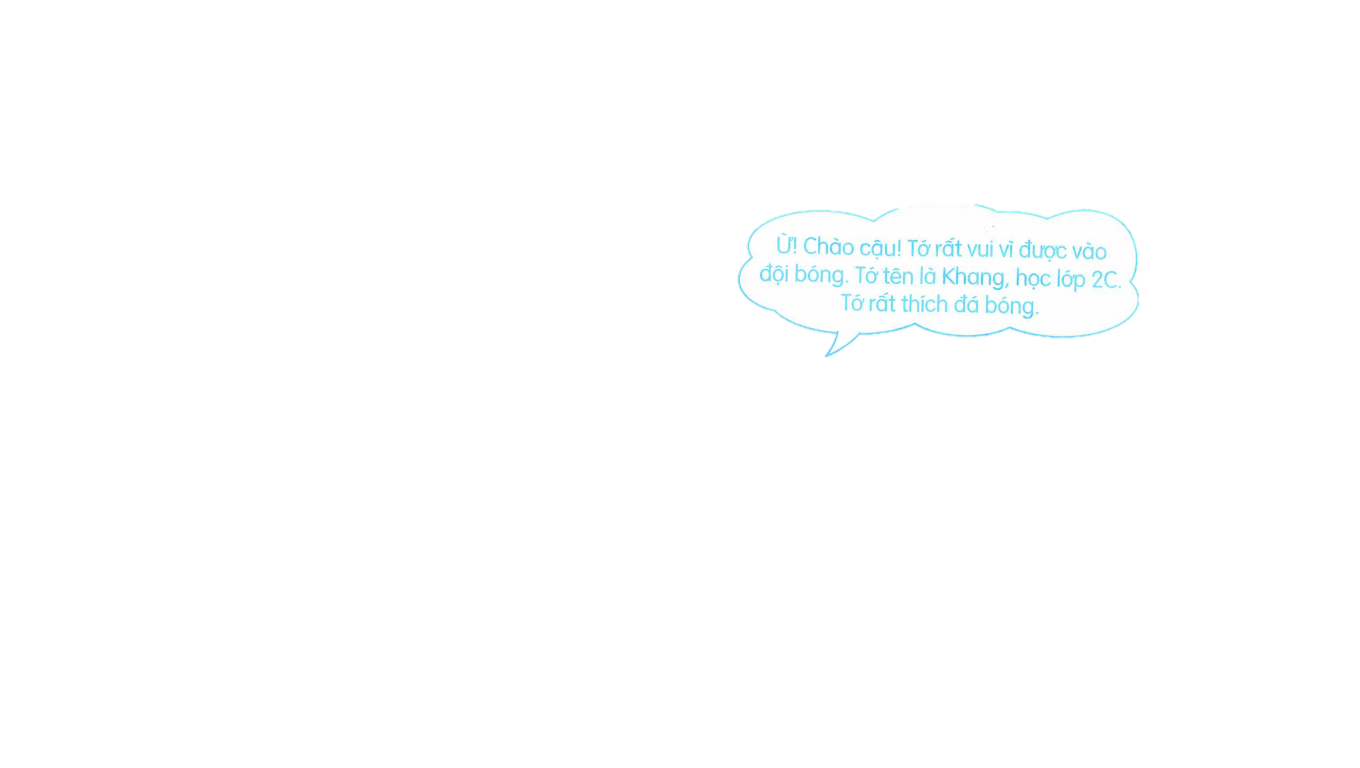 Ừ! Chào cậu! Tớ rất vui vì được vào
đội bóng. Tớ tên là Khang, học lớp 2C.
Tớ rất thích đá bóng.